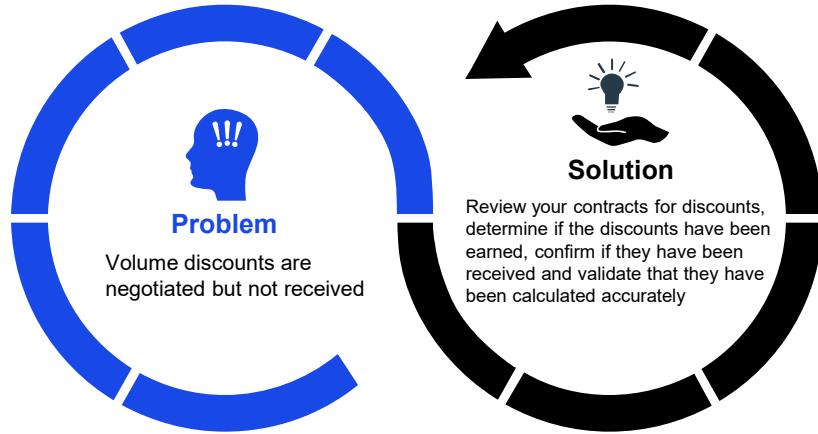 !!!
Problem
Volume discounts are
negotiated but not received
Solution
Review your contracts for discounts,
determine if the discounts have been
earned, confirm if they have been
received and validate that they have
been calculated accurately